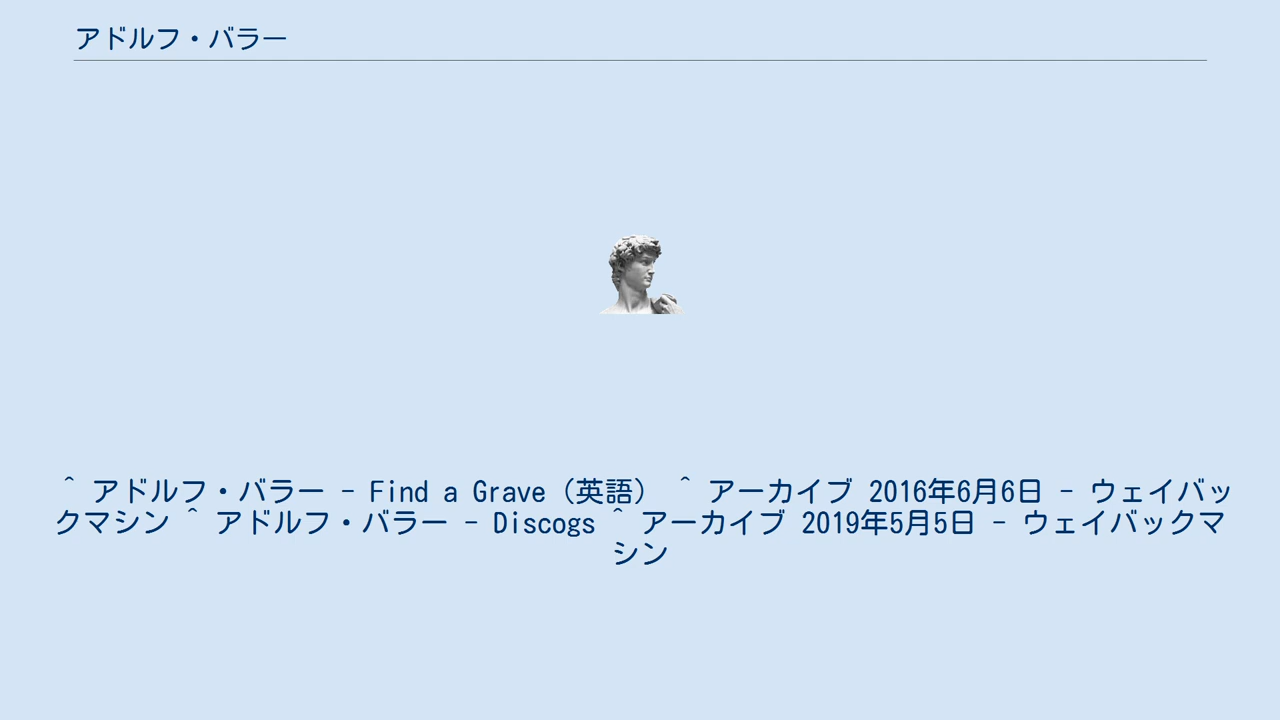 アドルフ・バラー
^ アドルフ・バラー - Find a Grave（英語） ^ アーカイブ 2016年6月6日 - ウェイバッ
クマシン ^ アドルフ・バラー - Discogs ^ アーカイブ 2019年5月5日 - ウェイバックマ
シン